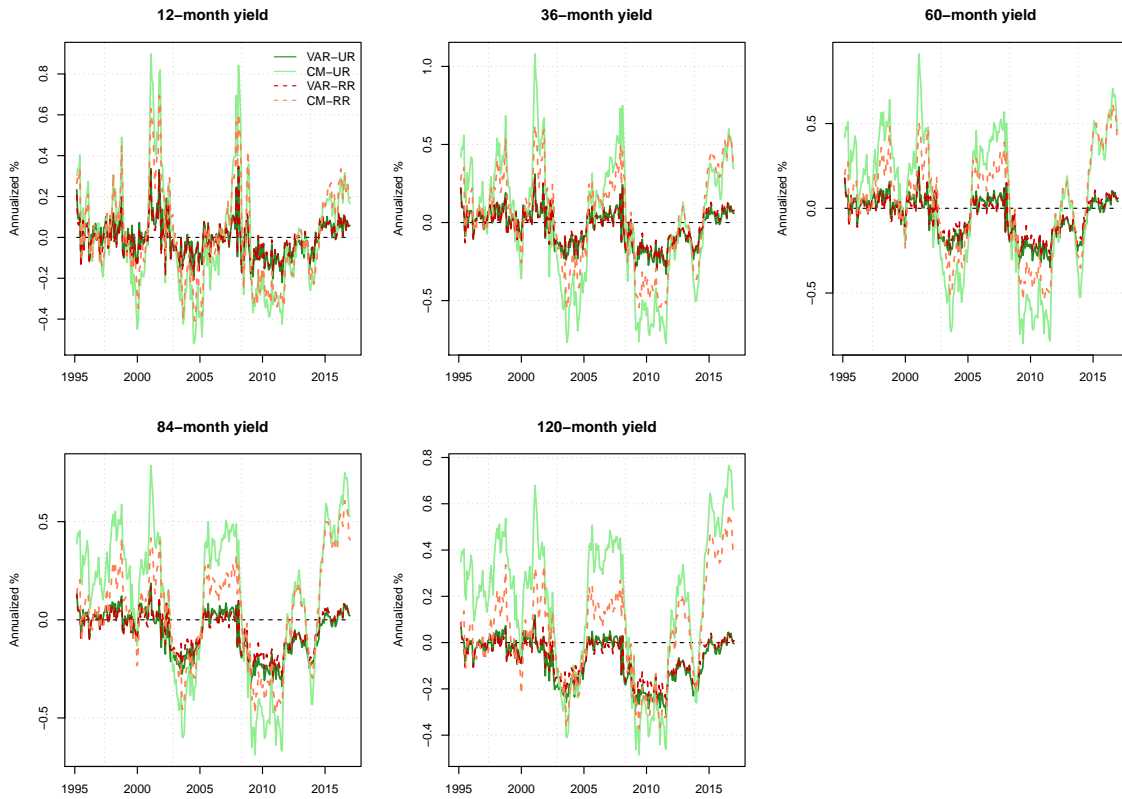 12−month yield
36−month yield
60−month yield
VAR−UR
CM−UR
VAR−RR
CM−RR
Annualized %
0.8
0.6
0.4
0.2
0.0
−0.2
−0.4
1995 2000 2005 2010 2015
Annualized %
1.0
0.5
0.0
−0.5
1995 2000 2005 2010 2015
Annualized %
0.5
0.0
−0.5
1995 2000 2005 2010 2015
84−month yield
120−month yield
Annualized %
0.5
0.0
−0.5
1995 2000 2005 2010 2015
Annualized %
0.8
0.6
0.4
0.2
0.0
−0.2
−0.4
1995 2000 2005 2010 2015